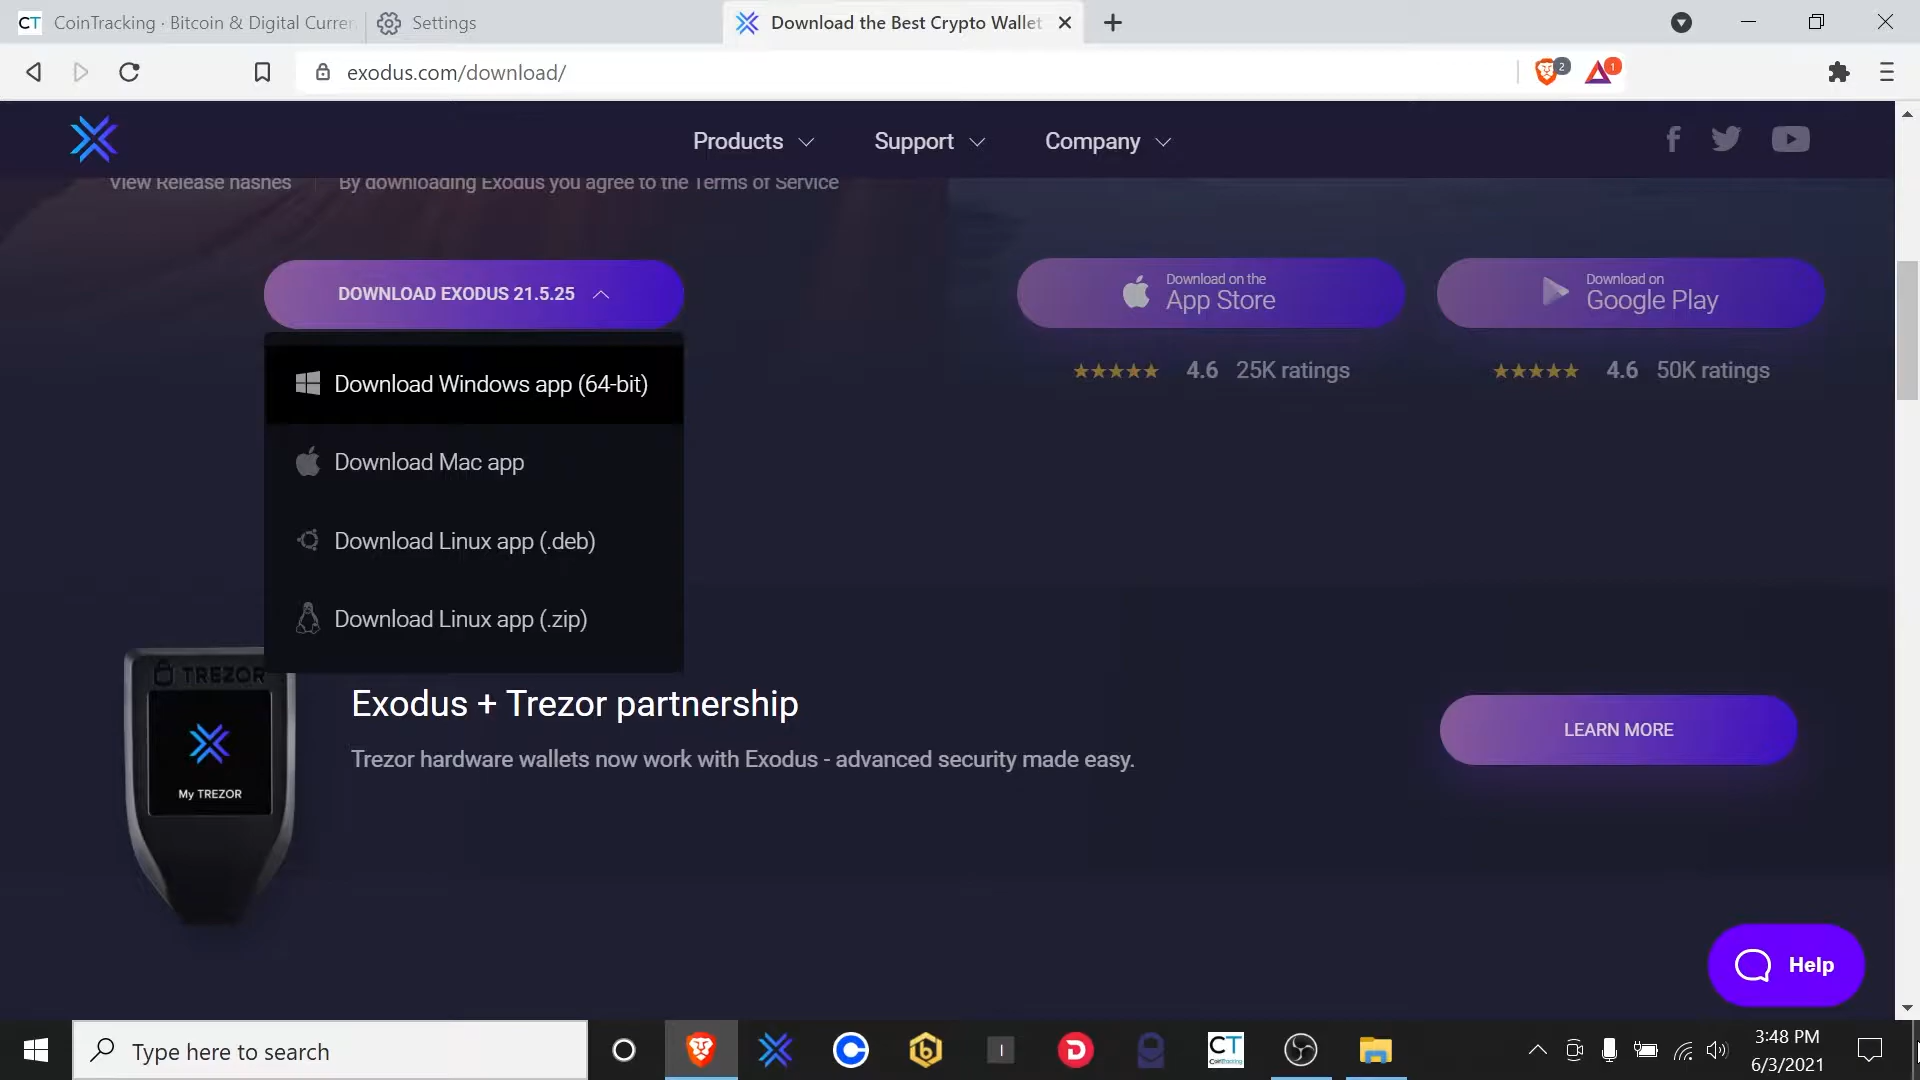 CT CoinTracking · Bitcoin & Digital Curren
Settings
Download the Best Crypto Wallet
exodus.com/download/
2
1
Products
Support
Company
View Release hashes
By downloading Exodus you agree to the Terms of Service
DOWNLOAD EXODUS 21.5.25
Download on the
App Store
Download on
Google Play
★★★★★ 4.6 25K ratings
★★★★★ 4.6 50K ratings
Download Windows app (64-bit)
Download Mac app
Download Linux app (.deb)
Download Linux app (.zip)
TREZOR
My TREZOR
Exodus + Trezor partnership
Trezor hardware wallets now work with Exodus - advanced security made easy.
LEARN MORE
Help
Type here to search
CT
CoinTracking
3:48 PM
6/3/2021